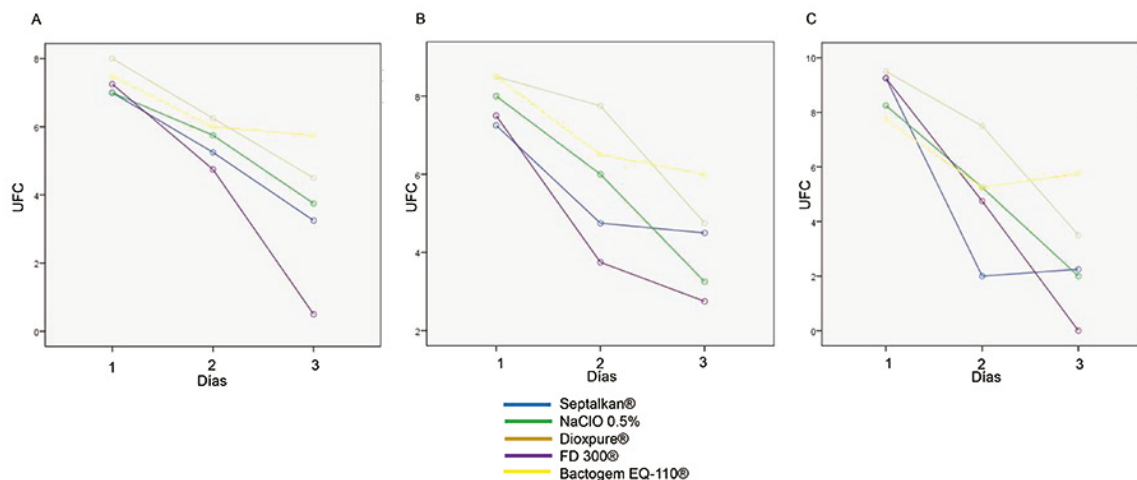 A
8
6
4
2
0
UFC
1
2
3
Días
B
8
6
4
2
UFC
1
2
3
Días
C
10
8
6
4
2
0
UFC
1
2
3
Días
Septalkan®
NaClO 0.5%
Dioxpure®
FD 300®
Bactogem EQ-110®